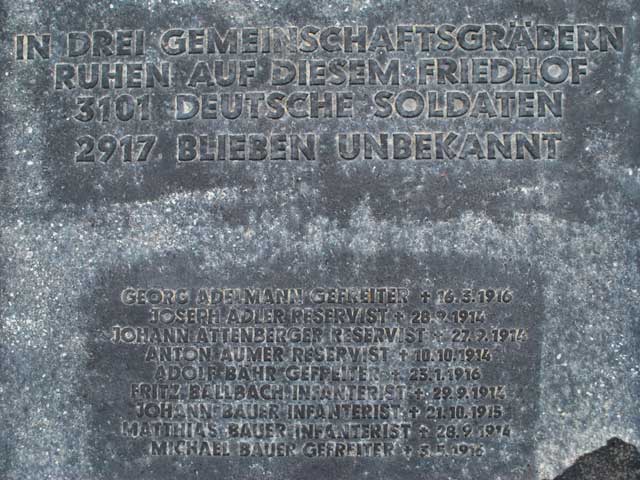 IN DREI GEMEINSCHAFTSGRÄBERN
RUHEN AUF DIESEM FRIEDHOF
3101 DEUTSCHE SOLDATEN
2917 BLIEBEN UNBEKANNT
GEORG ADELMANN GEFREITER + 16.3.1916
JOSEPH ADLER RESERVIST + 28.9.1914
JOHANN ATTENBERGER RESERVIST + 27.9.1914
ANTON AUMER RESERVIST + 10.10.1914
ADOLF BÄHR GEFREITER + 23.1.1916
FRITZ BALLBACH INFANTERIST + 29.9.1914
JOHANN BAUER INFANTERIST + 21.10.1915
MATTHIAS BAUER INFANTERIST + 28.9.1914
MICHAEL BAUER GEFREITER +